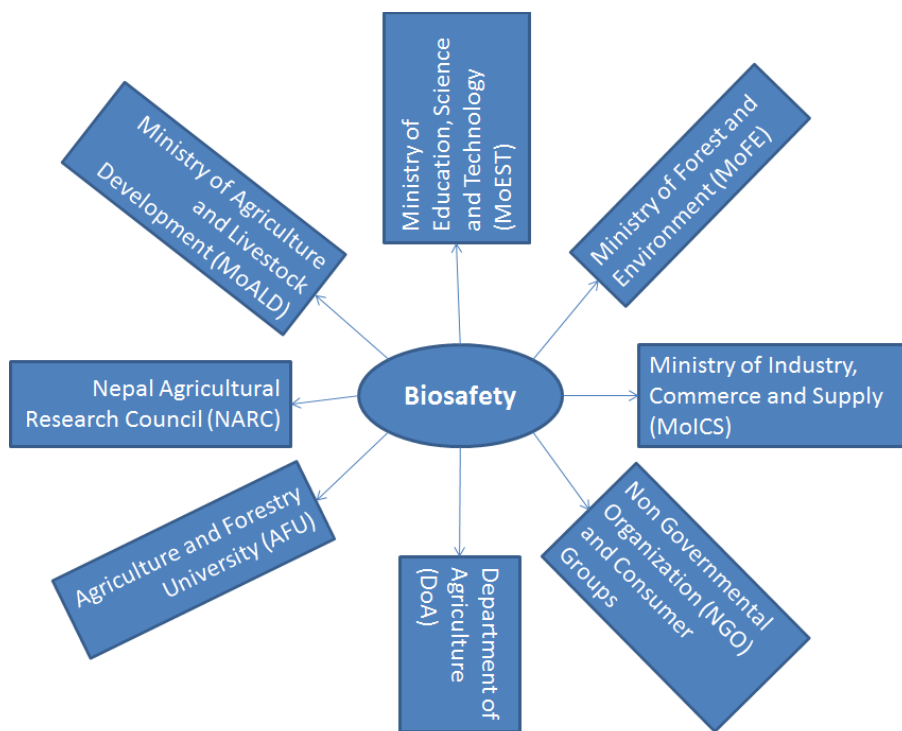 Ministry of
Education, Science
and Technology
(MoEST)
Ministry of Agriculture
and Livestock
Development (MoALD)
Ministry of Forest and
Environment (MoFE)
Nepal Agricultural
Research Council (NARC)
Biosafety
Ministry of Industry,
Commerce and Supply
(MoICS)
Agriculture and Forestry
University (AFU)
Department of
Agriculture
(DoA)
Non Governmental
Organization (NGO)
and Consumer
Groups